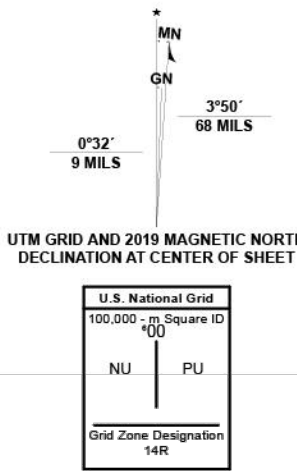 ★
MN
GN
3°50´
68 MILS
0°32´
9 MILS
UTM GRID AND 2019 MAGNETIC NORTH
DECLINATION AT CENTER OF SHEET
U.S. National Grid
100,000 - m Square ID
⁶00
NU PU
Grid Zone Designation
14R